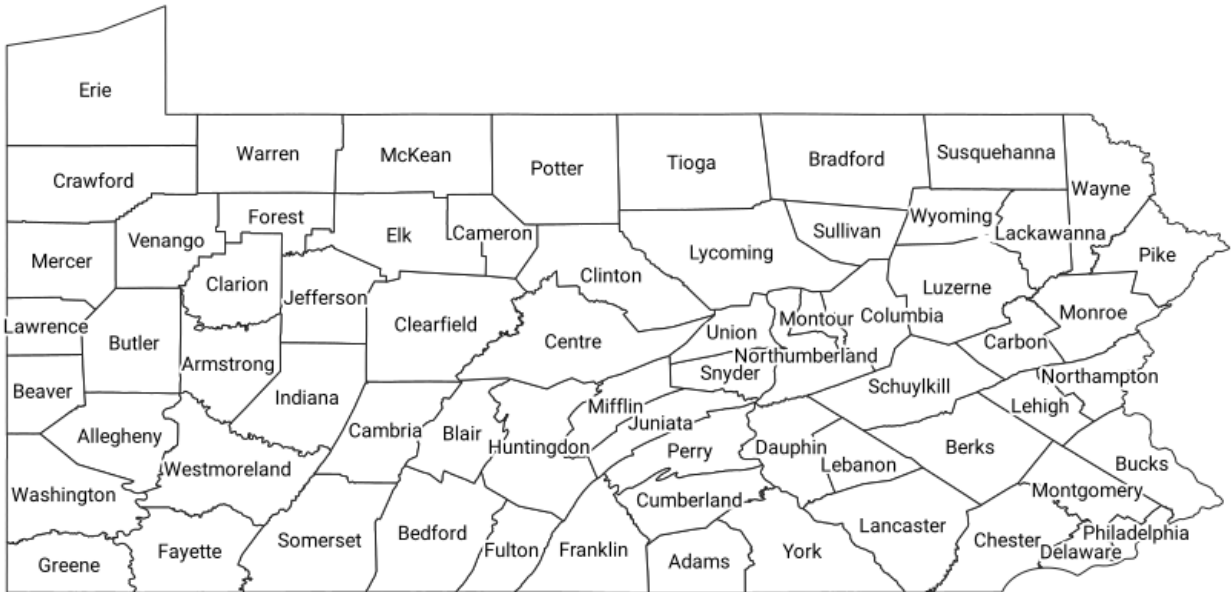 Erie
Warren
McKean
Potter
Tioga
Bradford
Susquehanna
Crawford
Wayne
Forest
Venango
Elk
Cameron
Wyoming
Sullivan
Lackawanna
Mercer
Lycoming
Pike
Clinton
Clarion
Jefferson
Luzerne
Lawrence
Butler
Clearfield
Centre
Union
Montour
Columbia
Monroe
Armstrong
Northumberland
Carbon
Snyder
Beaver
Indiana
Schuylkill
Northampton
Mifflin
Lehigh
Allegheny
Cambria
Blair
Juniata
Huntingdon
Perry
Dauphin
Berks
Westmoreland
Lebanon
Bucks
Washington
Cumberland
Montgomery
Lancaster
Somerset
Bedford
Philadelphia
Greene
Fayette
Fulton
Franklin
Adams
York
Chester
Delaware